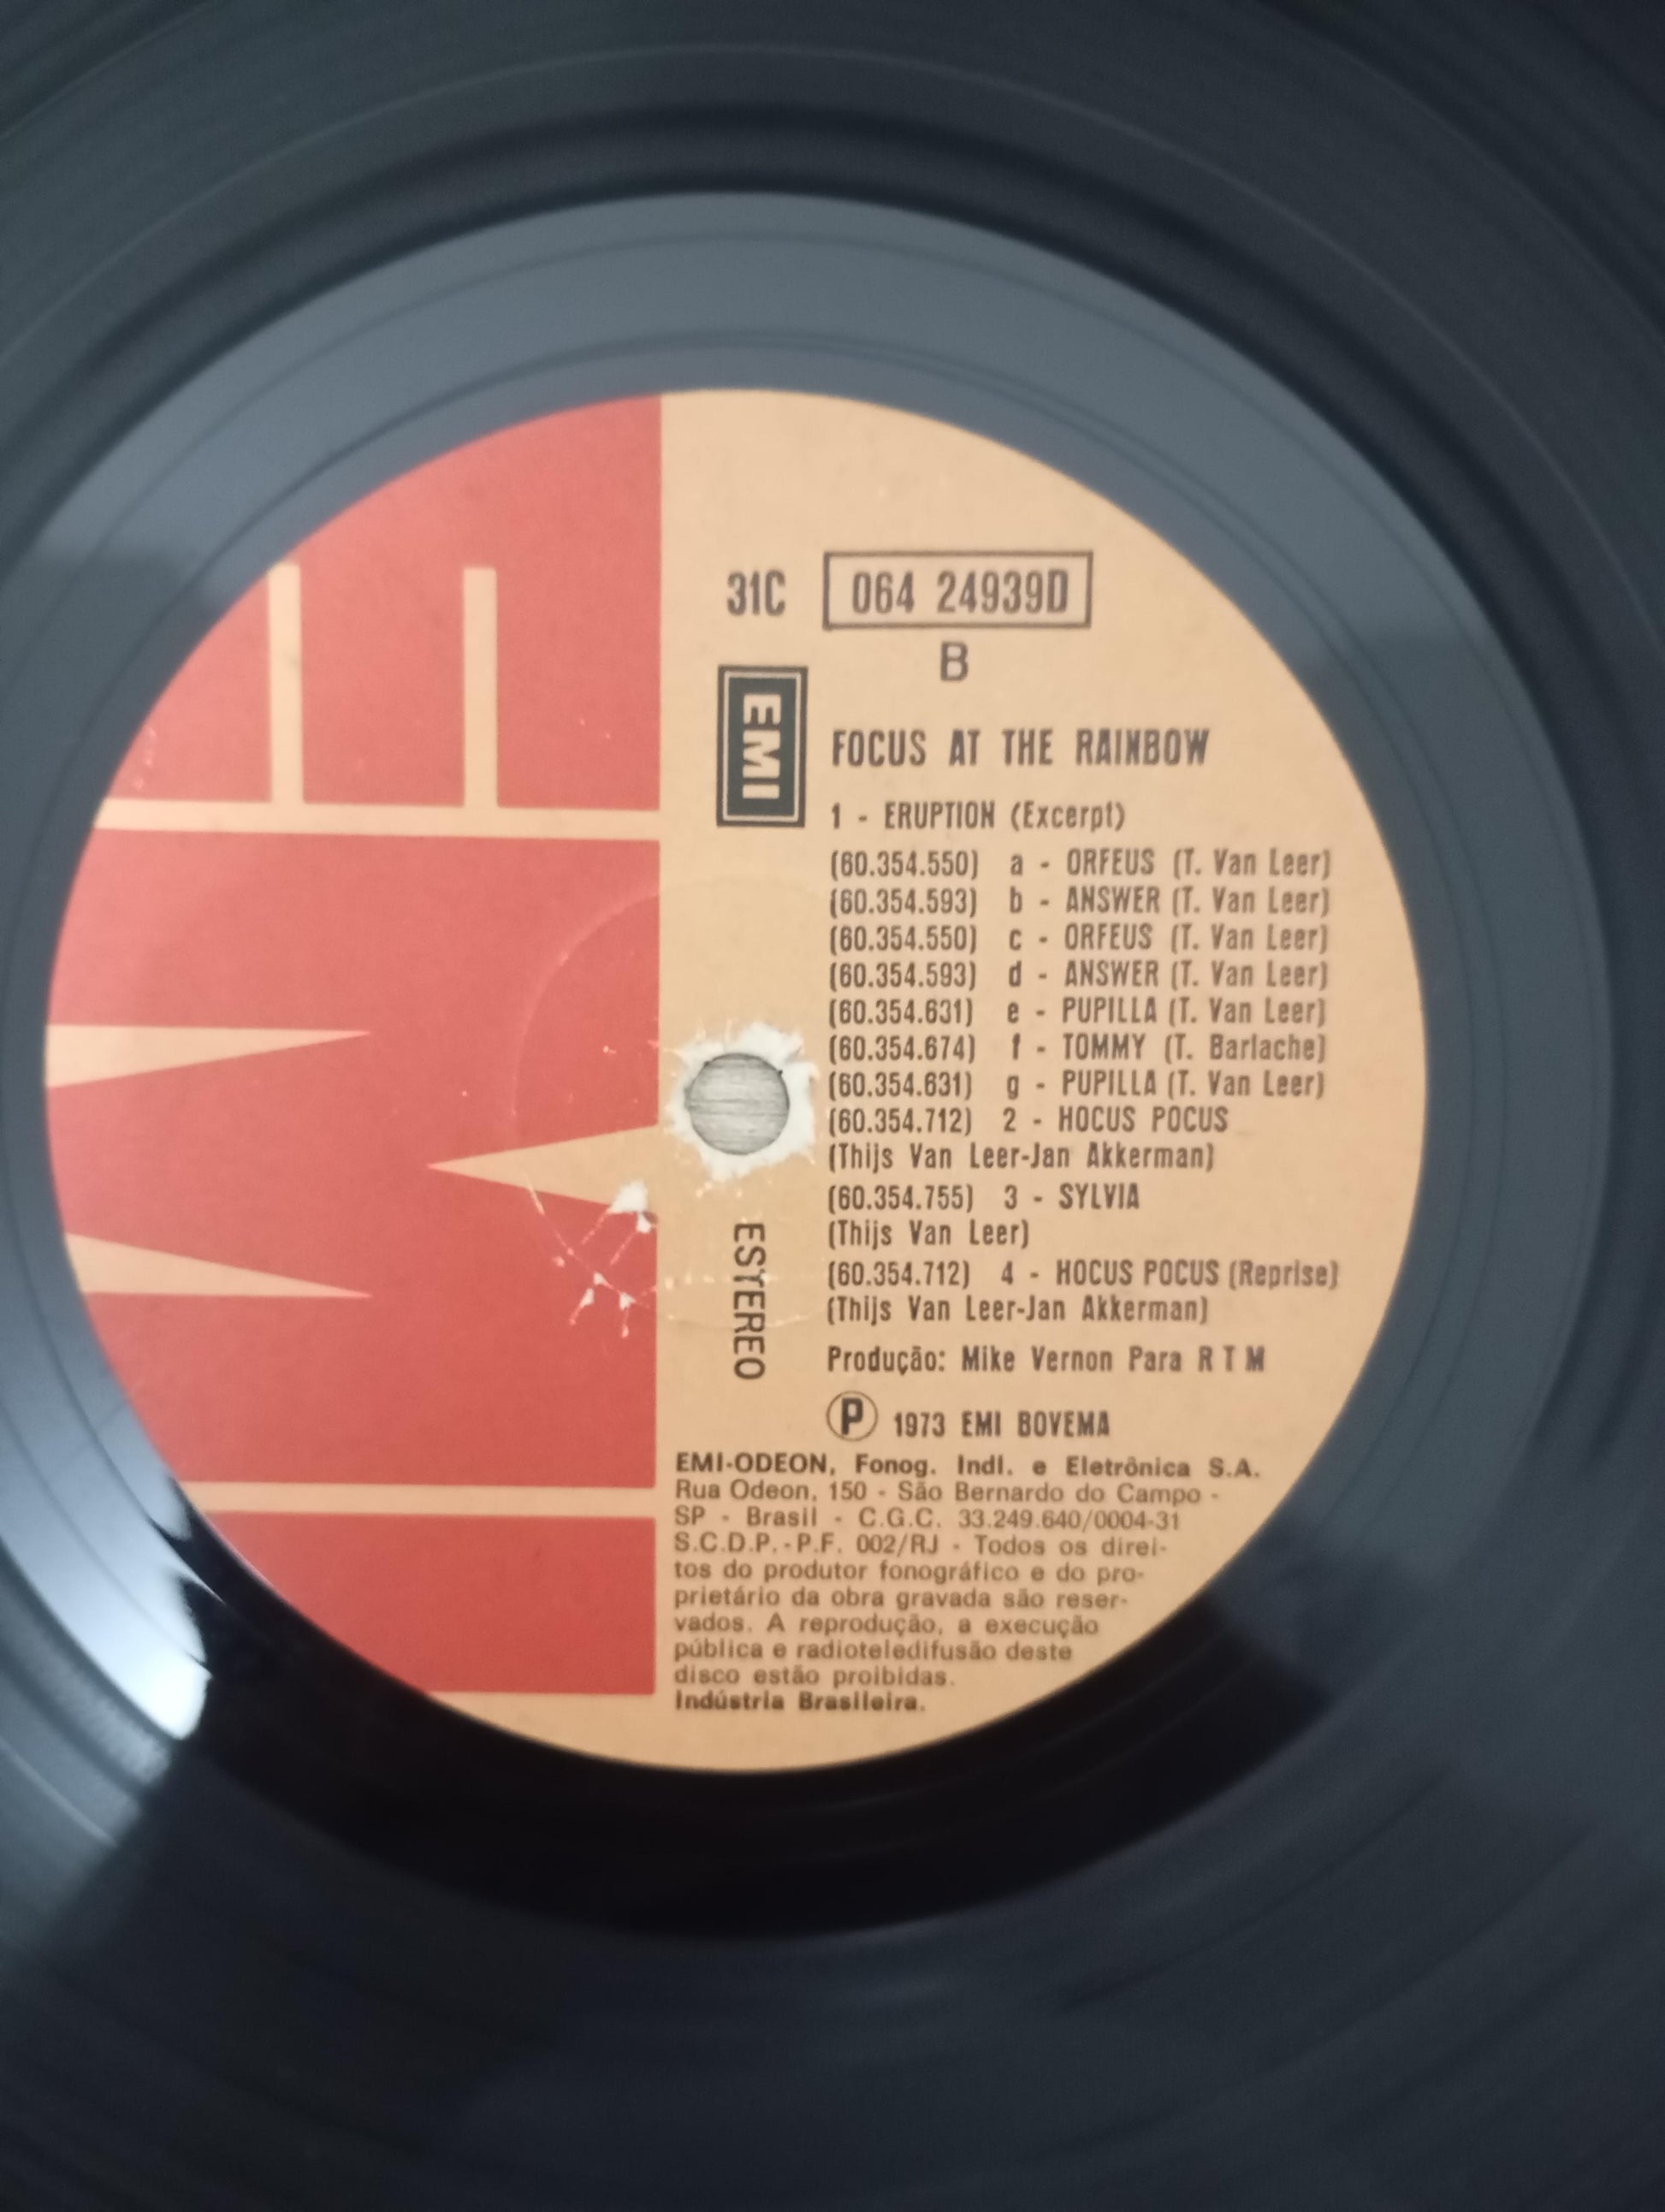 31C 064 24939D
B
EMI
FOCUS AT THE RAINBOW
1 - ERUPTION (Excerpt)
(60.354.550) a - ORFEUS (T. Van Leer)
(60.354.593) b - ANSWER (T. Van Leer)
(60.354.550) c - ORFEUS (T. Van Leer)
(60.354.593) d - ANSWER (T. Van Leer)
(60.354.631) e - PUPILLA (T. Van Leer)
(60.354.674) f - TOMMY (T. Barlache)
(60.354.631) g - PUPILLA (T. Van Leer)
(60.354.712) 2 - HOCUS POCUS
(Thijs Van Leer-Jan Akkerman)
(60.354.755) 3 - SYLVIA
(Thijs Van Leer)
(60.354.712) 4 - HOCUS POCUS (Reprise)
(Thijs Van Leer-Jan Akkerman)
ESTEREO
Produção: Mike Vernon Para R T M
Ⓟ 1973 EMI BOVEMA
EMI-ODEON, Fonog. Indl. e Eletrônica S.A.
Rua Odeon, 150 - São Bernardo do Campo -
SP - Brasil - C.G.C. 33.249.640/0004-31
S.C.D.P.-P.F. 002/RJ - Todos os direi-
tos do produtor fonográfico e do pro-
prietário da obra gravada são reser-
vados. A reprodução, a execução
pública e radioteledifusão deste
disco estão proibidas.
Indústria Brasileira.